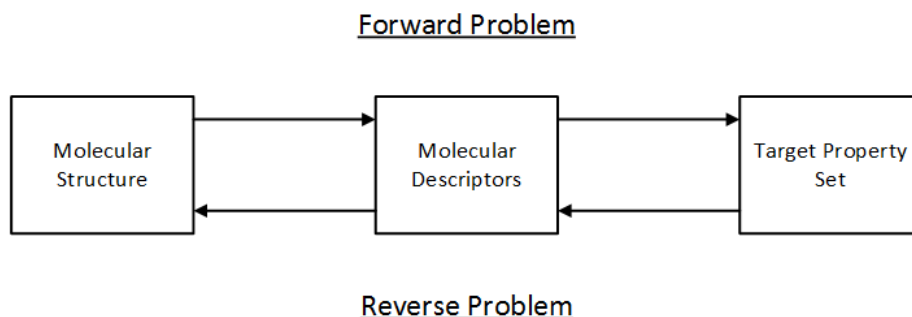 Forward Problem
Molecular
Structure
Molecular
Descriptors
Target Property
Set
Reverse Problem